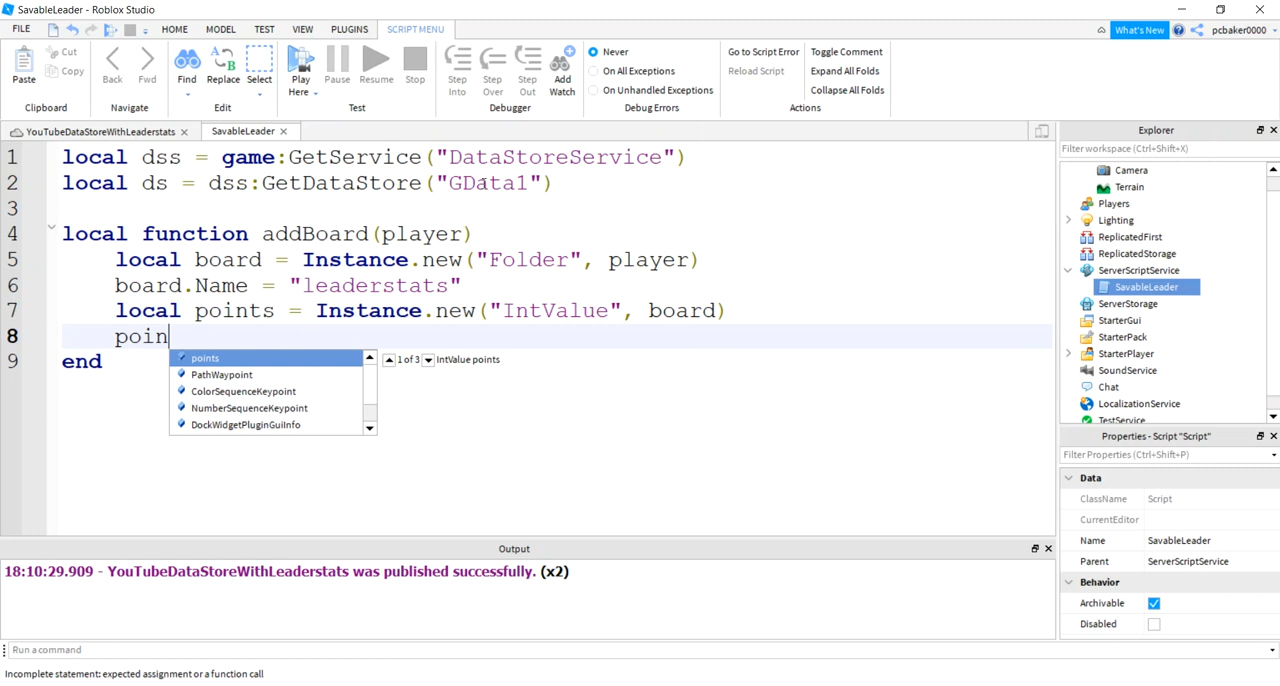 SavableLeader - Roblox Studio
FILE HOME MODEL TEST VIEW PLUGINS SCRIPT MENU What's New pcbaker0000
Paste Cut Copy Back Fwd Find Replace Select Play Here Pause Resume Stop Step Into Step Over Step Out Add Watch
Never
On All Exceptions
On Unhandled Exceptions
Go to Script Error
Reload Script
Toggle Comment
Expand All Folds
Collapse All Folds
Clipboard Navigate Edit Test Debugger Debug Errors Actions
YouTubeDataStoreWithLeaderstats SavableLeader
1 local dss = game:GetService("DataStoreService")
2 local ds = dss:GetDataStore("GData1")
3
4 local function addBoard(player)
5 local board = Instance.new("Folder", player)
6 board.Name = "leaderstats"
7 local points = Instance.new("IntValue", board)
8 poin
9 end
points
PathWaypoint
ColorSequenceKeypoint
NumberSequenceKeypoint
DockWidgetPluginGuiInfo
1 of 3 IntValue points
Explorer
Filter workspace (Ctrl+Shift+X)
Camera
Terrain
Players
Lighting
ReplicatedFirst
ReplicatedStorage
ServerScriptService
SavableLeader
ServerStorage
StarterGui
StarterPack
StarterPlayer
SoundService
Chat
LocalizationService
TestService
Properties - Script "Script"
Filter Properties (Ctrl+Shift+P)
Data
ClassName Script
CurrentEditor
Name SavableLeader
Parent ServerScriptService
Behavior
Archivable
Disabled
Output
18:10:29.909 - YouTubeDataStoreWithLeaderstats was published successfully. (x2)
Run a command
Incomplete statement: expected assignment or a function call